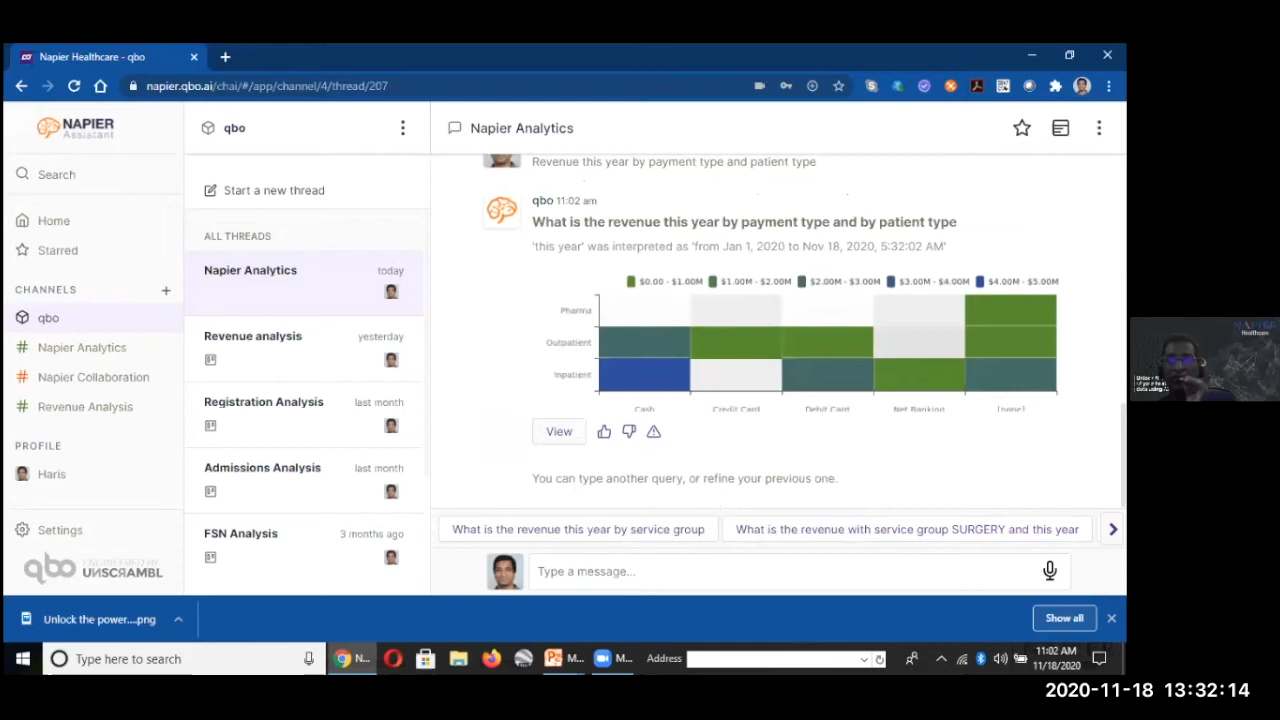 Napier Healthcare - qbo
napier.qbo.ai/chai/#/app/channel/4/thread/207
NAPIER
Assistant
Search
Home
Starred
CHANNELS
qbo
Napier Analytics
Napier Collaboration
Revenue Analysis
PROFILE
Haris
Settings
qbo
UNSCRAMBL
qbo
Start a new thread
ALL THREADS
Napier Analytics today
Revenue analysis yesterday
Registration Analysis last month
Admissions Analysis last month
FSN Analysis 3 months ago
Napier Analytics
Revenue this year by payment type and patient type
qbo 11:02 am
What is the revenue this year by payment type and by patient type
'this year' was interpreted as 'from Jan 1, 2020 to Nov 18, 2020, 5:32:02 AM'
$0.00 - $1.00M $1.00M - $2.00M $2.00M - $3.00M $3.00M - $4.00M $4.00M - $5.00M
Pharma
Outpatient
Inpatient
Cash Credit Card Debit Card Net Banking [none]
View
You can type another query, or refine your previous one.
What is the revenue this year by service group What is the revenue with service group SURGERY and this year
Type a message...
NAPIER
Healthcare
Unlock the power....png
Show all
Type here to search
N...
M...
M...
Address
11:02 AM
11/18/2020
2020-11-18 13:32:14